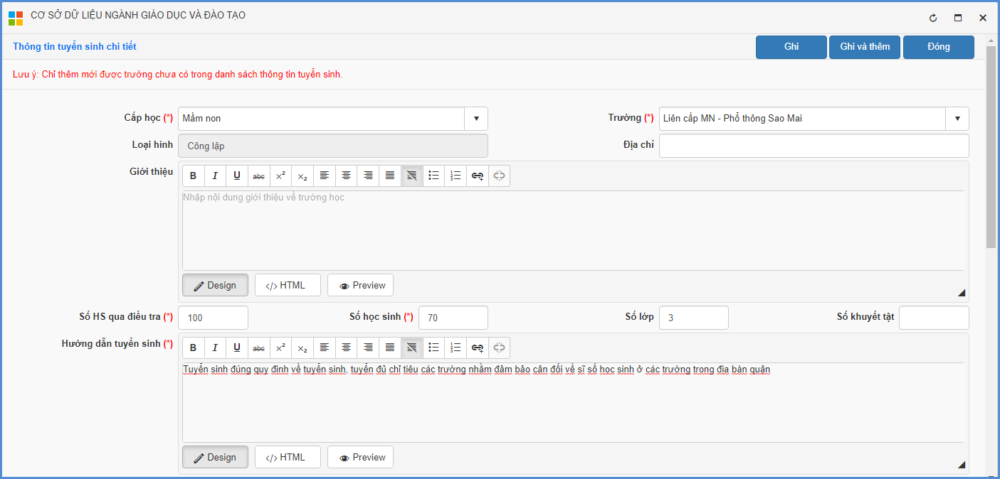 CƠ SỞ DỮ LIỆU NGÀNH GIÁO DỤC VÀ ĐÀO TẠO
Thông tin tuyển sinh chi tiết Ghi Ghi và thêm Đóng
Lưu ý: Chỉ thêm mới được trường chưa có trong danh sách thông tin tuyển sinh.
Cấp học (*) Mầm non Trường (*) Liên cấp MN - Phổ thông Sao Mai
Loại hình Công lập Địa chỉ
Giới thiệu B I U abc x² x₂
Nhập nội dung giới thiệu về trường học
Design </> HTML Preview
Số HS qua điều tra (*) 100 Số học sinh (*) 70 Số lớp 3 Số khuyết tật
Hướng dẫn tuyển sinh (*) B I U abc x² x₂
Tuyển sinh đúng quy định về tuyển sinh, tuyển đủ chỉ tiêu các trường nhằm đảm bảo cân đối về sĩ số học sinh ở các trường trong địa bàn quận
Design </> HTML Preview